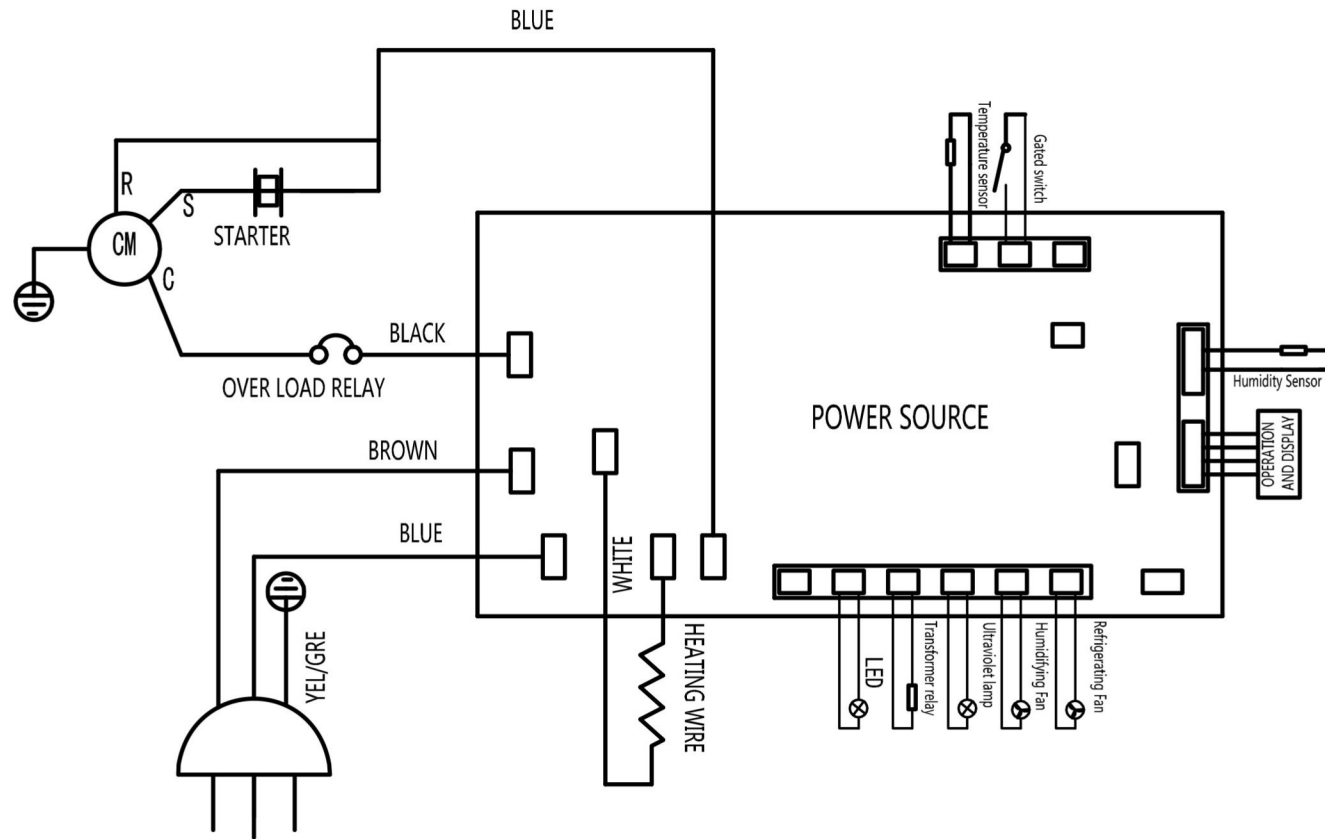 BLUE
Temperature sensor
Gated switch
R
S
STARTER
CM
C
BLACK
OVER LOAD RELAY
Humidity Sensor
POWER SOURCE
OPERATION
AND DISPLAY
BROWN
BLUE
WHITE
YEL/GRE
HEATING WIRE
LED
Transformer relay
Ultraviolet lamp
Humidifying Fan
Refrigerating Fan